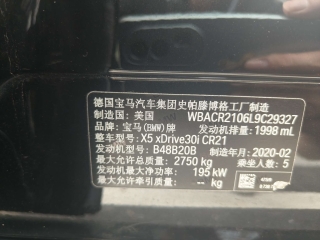 德国宝马汽车集团史帕滕博格工厂制造
制造国: 美国 WBACR2106L9C29327
品牌: 宝马(BMW)牌 发动机排量: 1998 mL
整车型号: X5 xDrive30i CR21
发动机型号: B48B20B 制造年月: 2020-02
最大允许总质量: 2750 kg 乘坐人数: 5
发动机最大净功率: 195 kW
最大允许牵引质量: --- kg